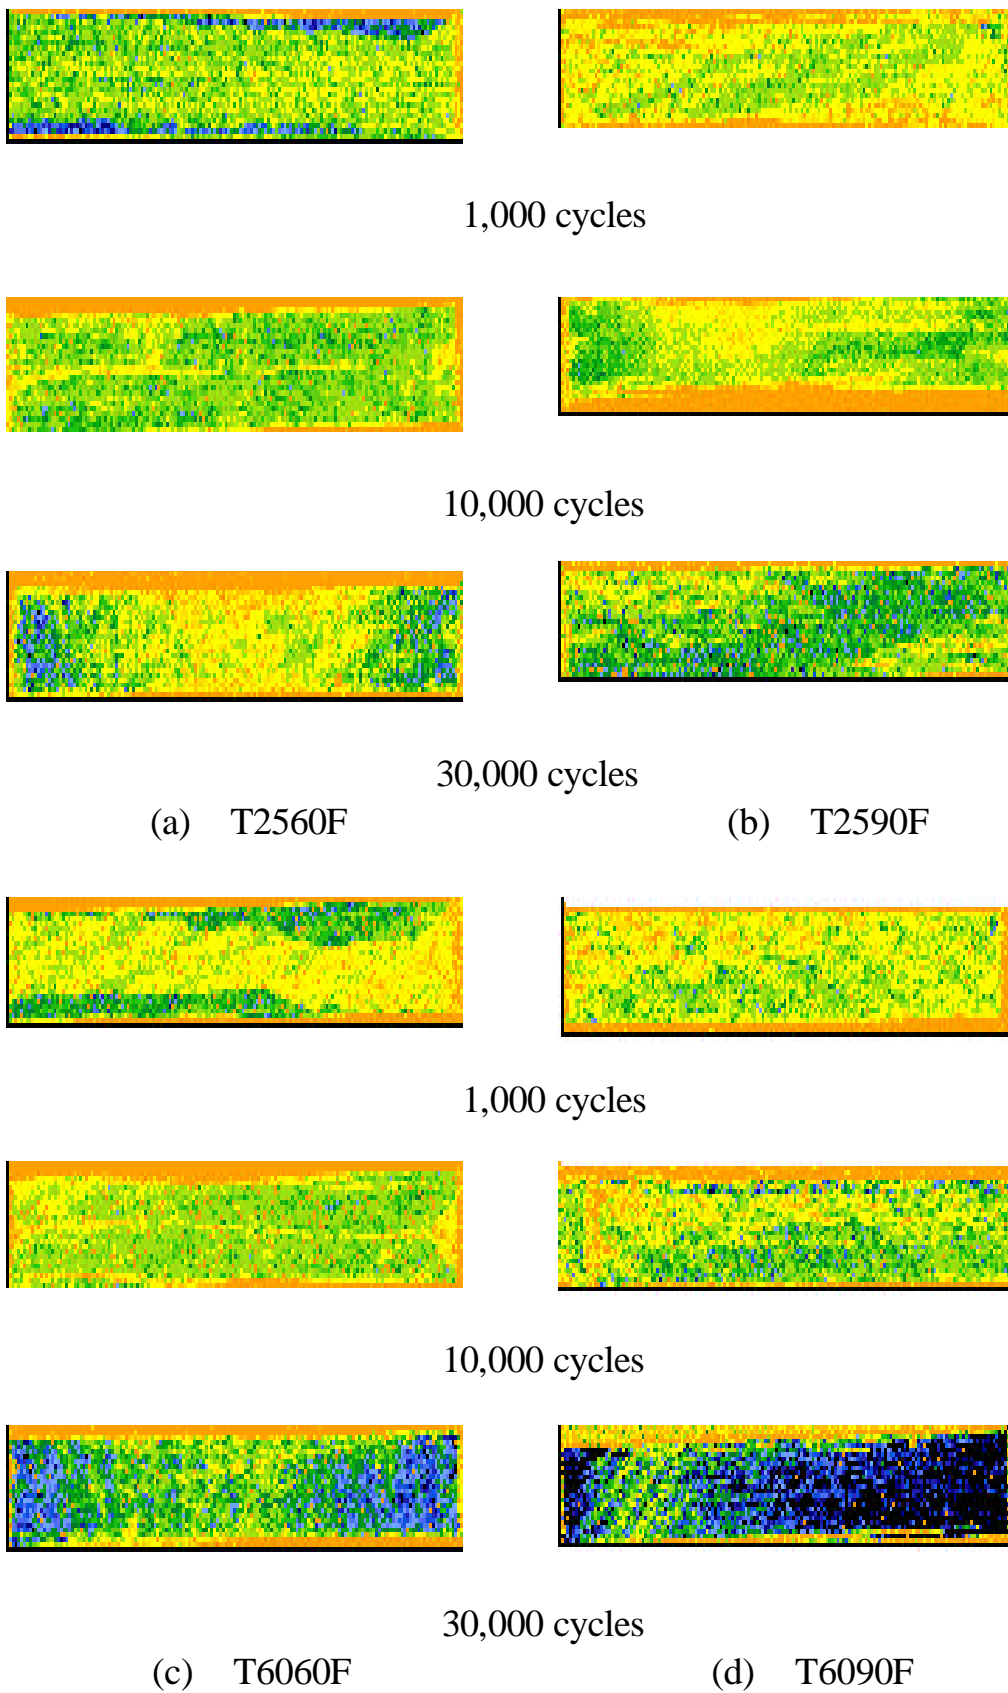 1,000 cycles
10,000 cycles
30,000 cycles
(a) T2560F
(b) T2590F
1,000 cycles
10,000 cycles
30,000 cycles
(c) T6060F
(d) T6090F